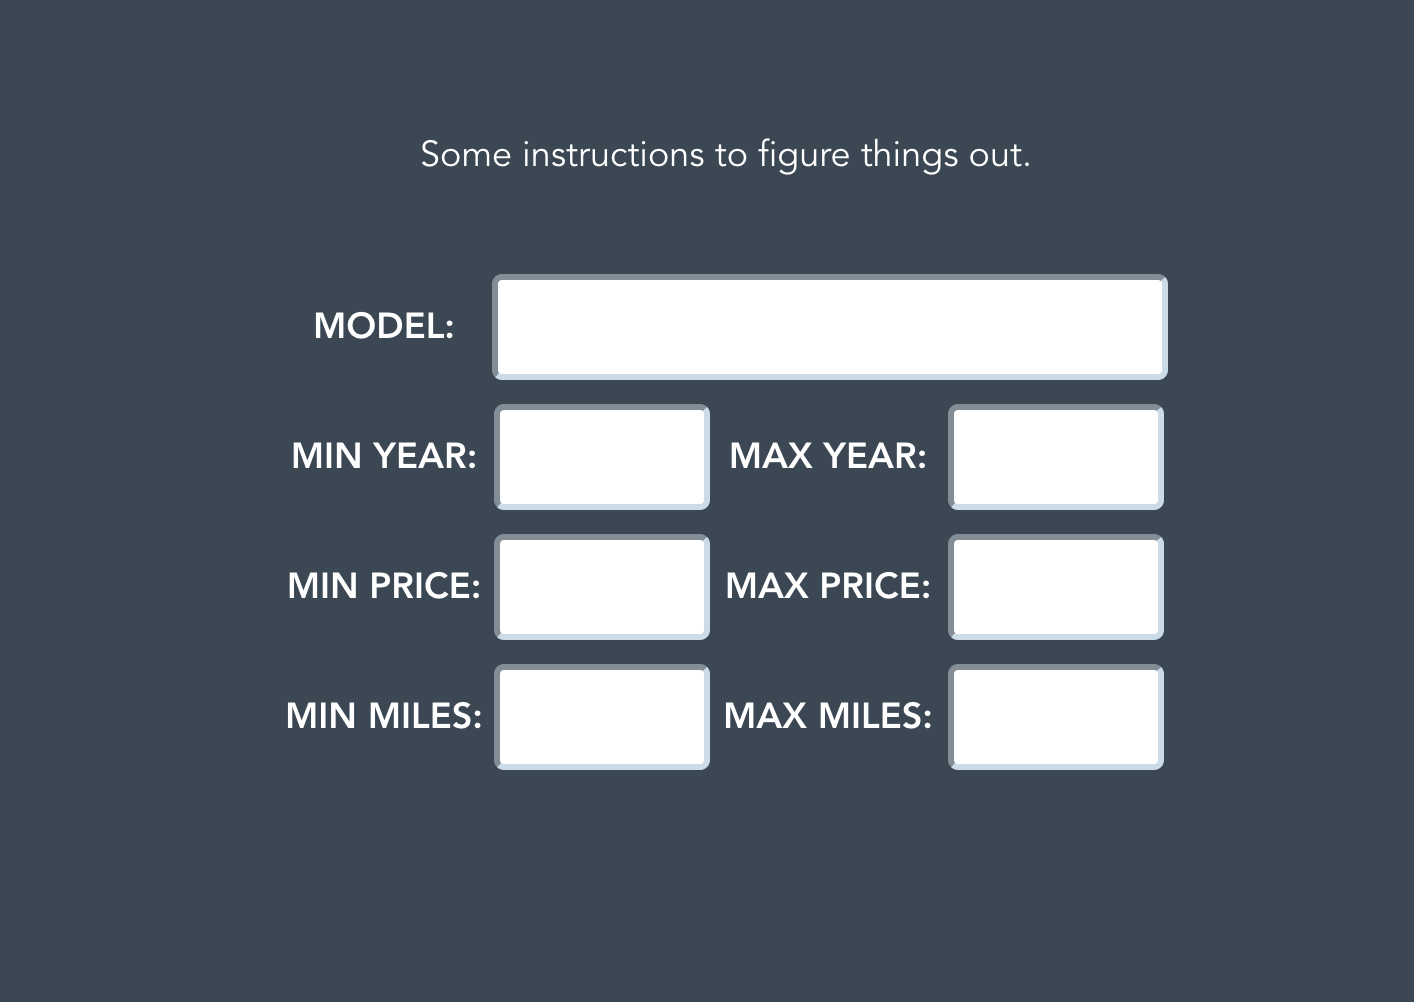 Some instructions to figure things out.
MODEL:
MIN YEAR: MAX YEAR:
MIN PRICE: MAX PRICE:
MIN MILES: MAX MILES: